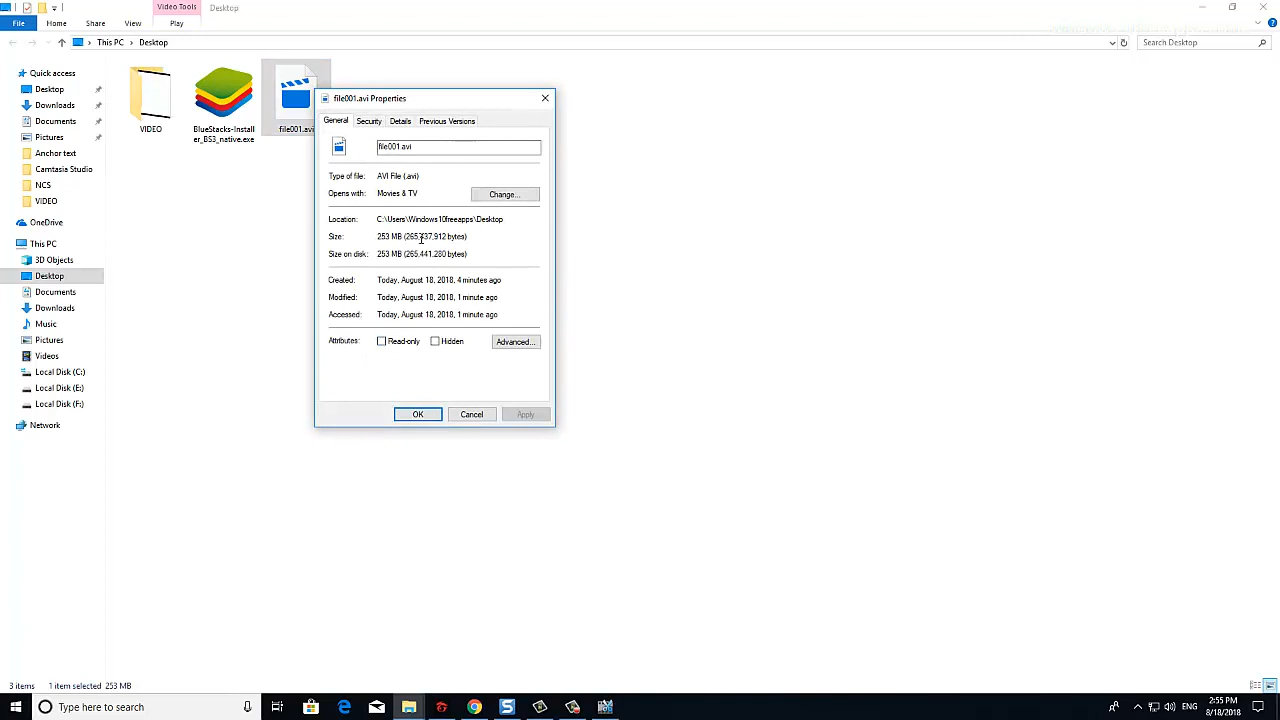 Video Tools
Desktop
File
Home
Share
View
Play
This PC
Desktop
Search Desktop
Quick access
Desktop
Downloads
Documents
Pictures
Anchor text
Camtasia Studio
NCS
VIDEO
OneDrive
This PC
3D Objects
Desktop
Documents
Downloads
Music
Pictures
Videos
Local Disk (C:)
Local Disk (E:)
Local Disk (F:)
Network
VIDEO
BlueStacks-Install
er_BS3_native.exe
file001.avi
file001.avi Properties
General
Security
Details
Previous Versions
file001.avi
Type of file: AVI File (.avi)
Opens with: Movies & TV
Change...
Location: C:\Users\Windows10freeapps\Desktop
Size: 253 MB (265,437,912 bytes)
Size on disk: 253 MB (265,441,280 bytes)
Created: Today, August 18, 2018, 4 minutes ago
Modified: Today, August 18, 2018, 1 minute ago
Accessed: Today, August 18, 2018, 1 minute ago
Attributes: Read-only Hidden
Advanced...
OK
Cancel
Apply
3 items 1 item selected 253 MB
Type here to search
ENG
2:55 PM
8/18/2018